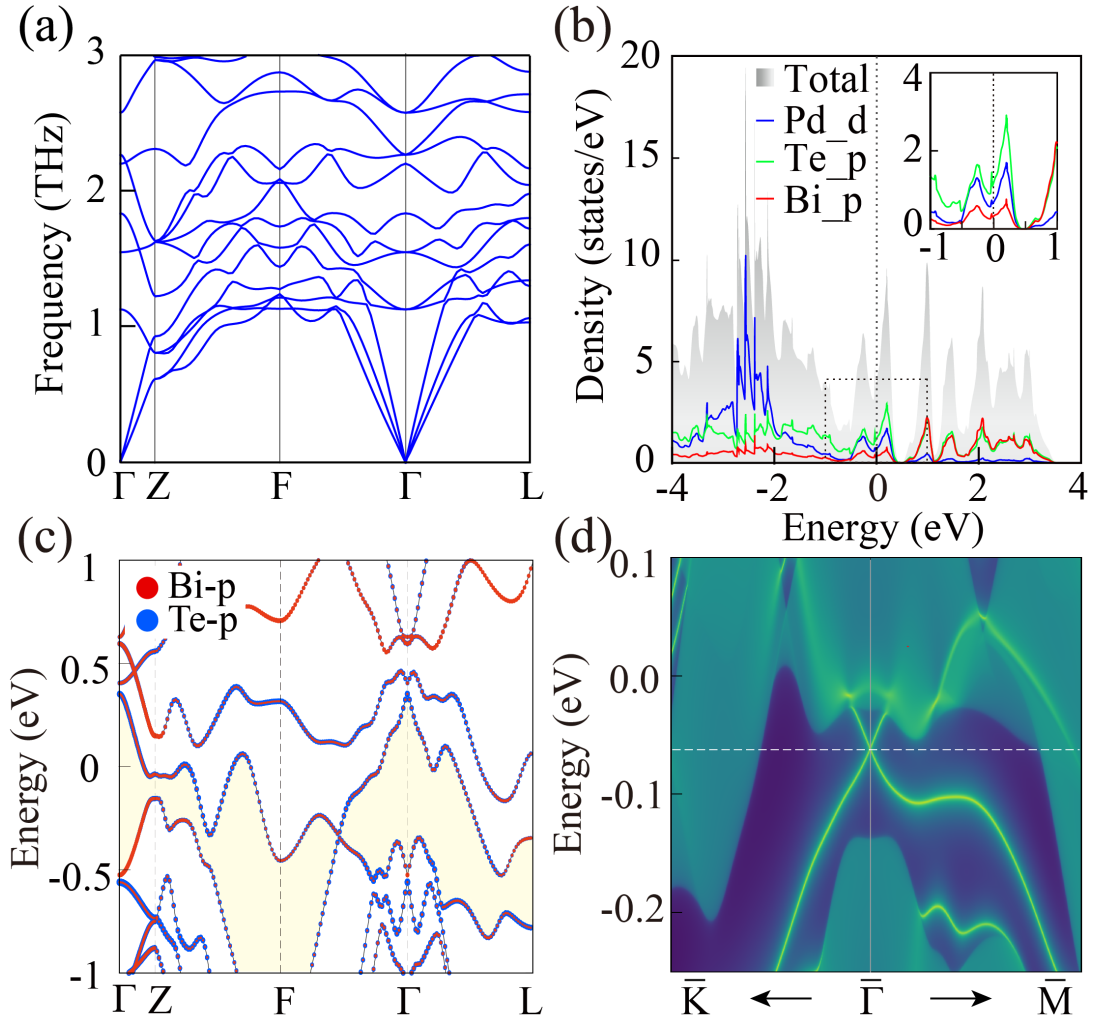 (a)
Frequency (THz)
3
2
1
0
Γ Z F Γ L
(b)
Density (states/eV)
20
15
10
5
0
Total
Pd_d
Te_p
Bi_p
4
2
0
-1 0 1
-4 -2 0 2 4
Energy (eV)
(c)
Energy (eV)
1
0.5
0
-0.5
-1
Bi-p
Te-p
Γ Z F Γ L
(d)
Energy (eV)
0.1
0.0
-0.1
-0.2
K̅ ← Γ̅ → M̅